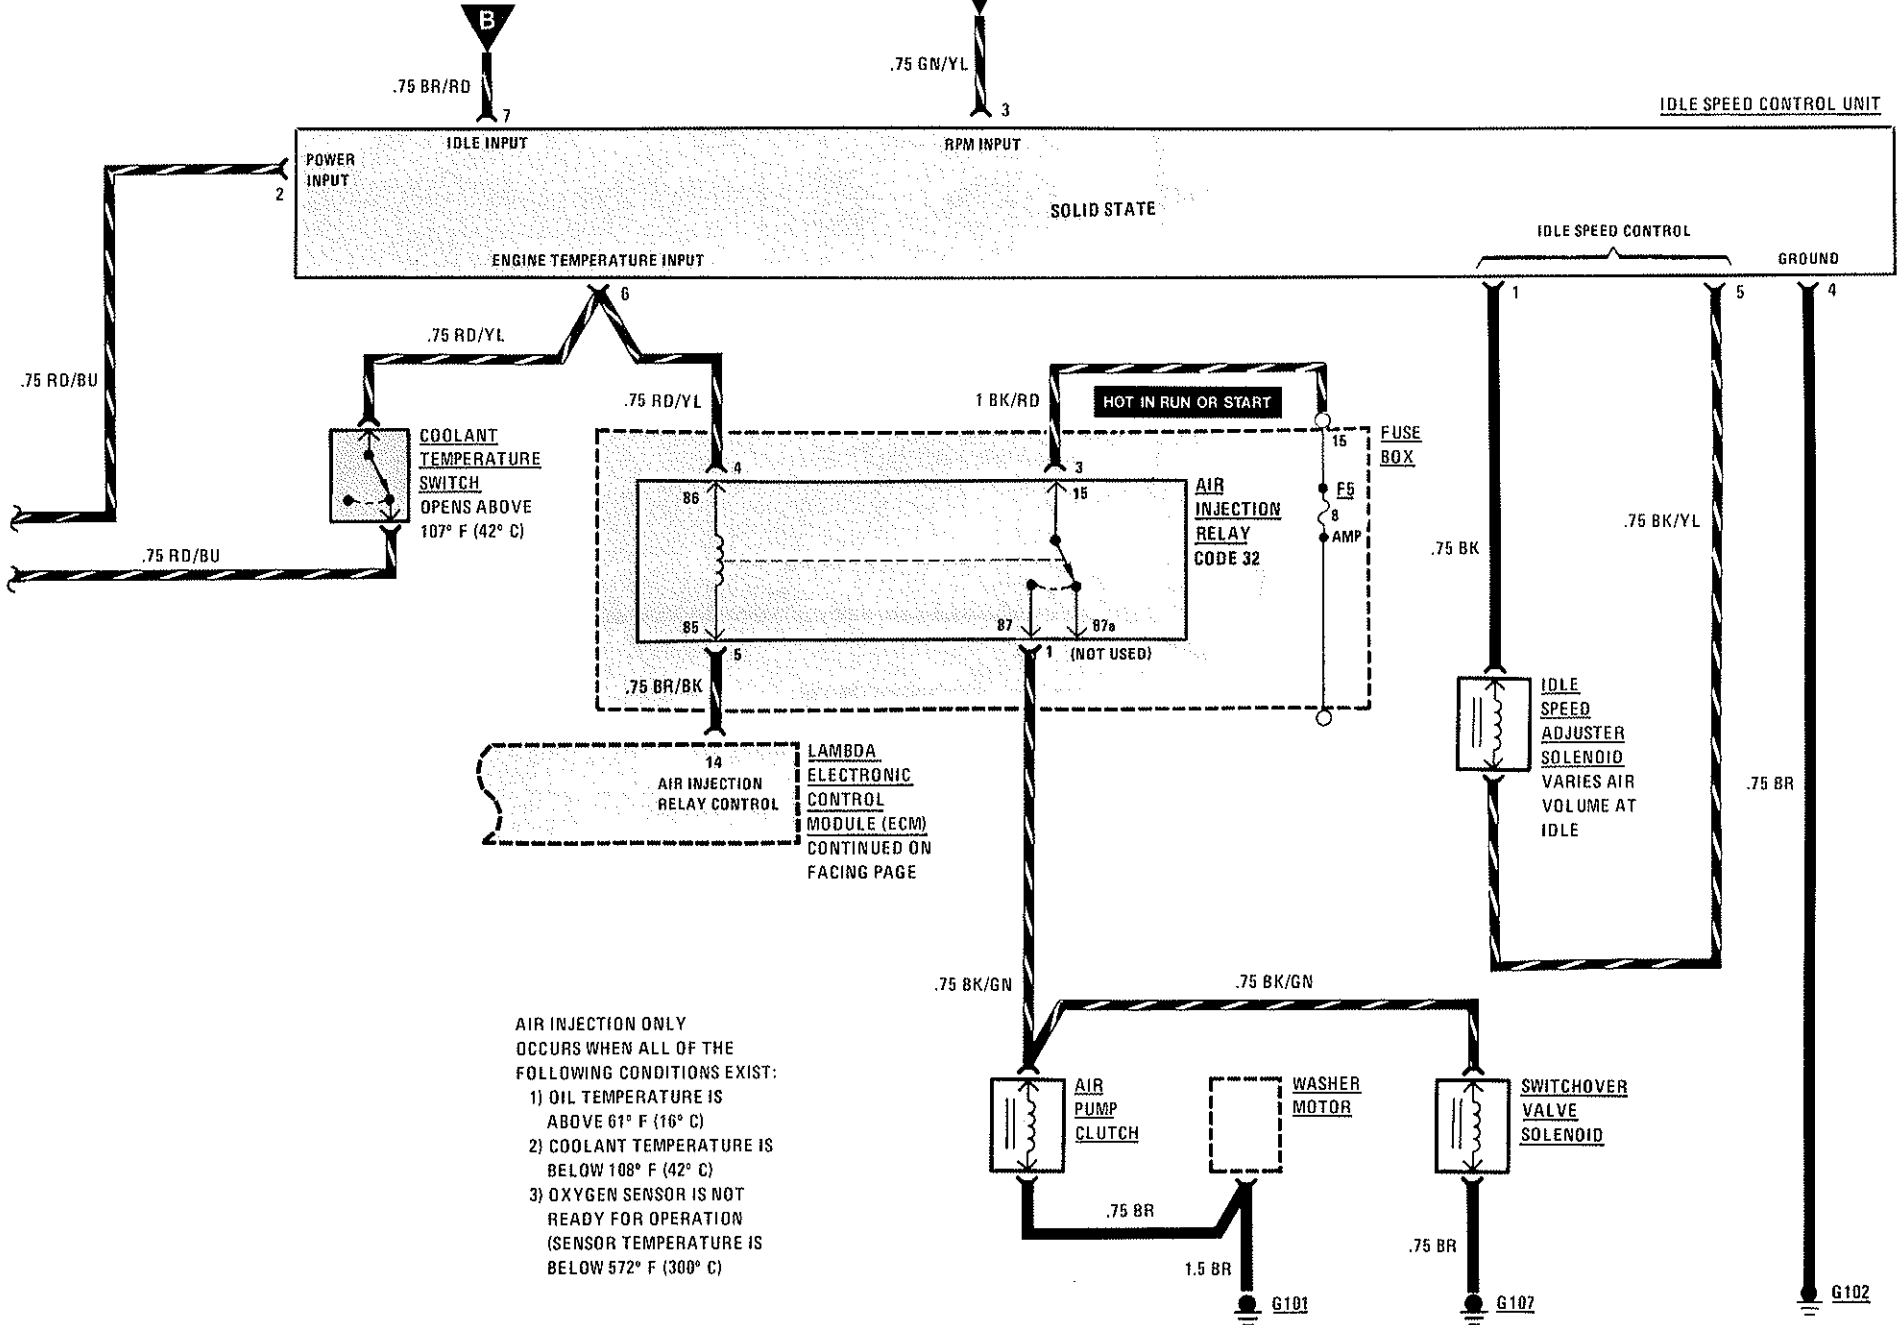 B
.75 BR/RD
7
.75 GN/YL
3
IDLE SPEED CONTROL UNIT
POWER
INPUT
2
IDLE INPUT
RPM INPUT
SOLID STATE
ENGINE TEMPERATURE INPUT
6
IDLE SPEED CONTROL
GROUND
1
5
4
.75 RD/BU
.75 RD/YL
.75 RD/YL
1 BK/RD
HOT IN RUN OR START
COOLANT
TEMPERATURE
SWITCH
OPENS ABOVE
107° F (42° C)
.75 RD/BU
15
FUSE
BOX
F5
8
AMP
4
86
3
15
AIR
INJECTION
RELAY
CODE 32
85
87
87a
5
1
(NOT USED)
.75 BR/BK
14
AIR INJECTION
RELAY CONTROL
LAMBDA
ELECTRONIC
CONTROL
MODULE (ECM)
CONTINUED ON
FACING PAGE
.75 BK
.75 BK/YL
IDLE
SPEED
ADJUSTER
SOLENOID
VARIES AIR
VOLUME AT
IDLE
.75 BR
.75 BK/GN
.75 BK/GN
AIR INJECTION ONLY
OCCURS WHEN ALL OF THE
FOLLOWING CONDITIONS EXIST:
1) OIL TEMPERATURE IS
ABOVE 61° F (16° C)
2) COOLANT TEMPERATURE IS
BELOW 108° F (42° C)
3) OXYGEN SENSOR IS NOT
READY FOR OPERATION
(SENSOR TEMPERATURE IS
BELOW 572° F (300° C)
AIR
PUMP
CLUTCH
WASHER
MOTOR
SWITCHOVER
VALVE
SOLENOID
.75 BR
1.5 BR
.75 BR
G101
G107
G102